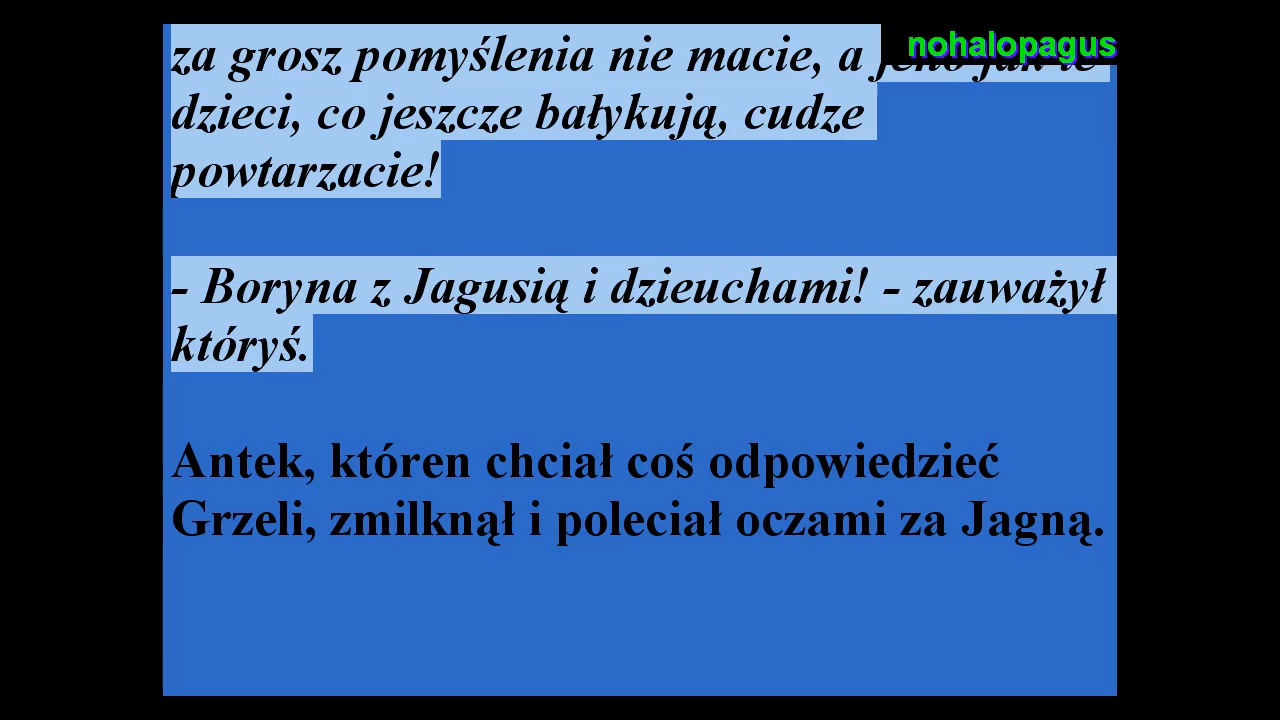 za grosz pomyślenia nie macie, a
nohalopagus
dzieci, co jeszcze bałykują, cudze
powtarzacie!
- Boryna z Jagusią i dzieuchami! - zauważył
któryś.
Antek, któren chciał coś odpowiedzieć
Grzeli, zmilknął i poleciał oczami za Jagną.